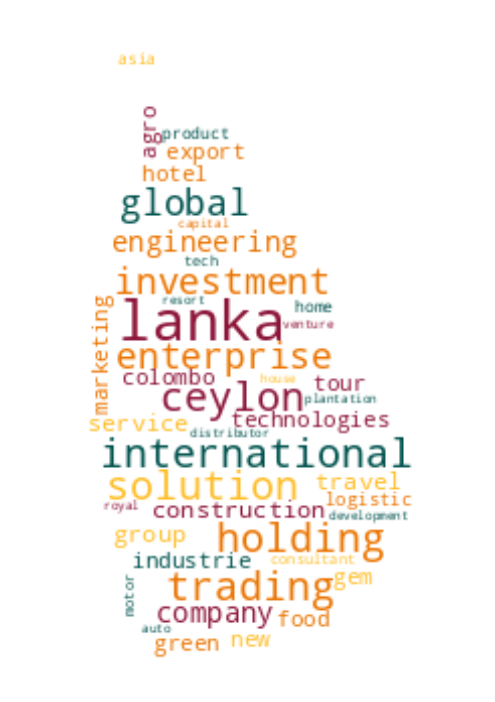 asia
agro
product
export
hotel
global
capital
engineering
tech
investment
resort
home
lanka
venture
marketing
enterprise
colombo
house
tour
ceylon
plantation
service
technologies
distributor
international
solution
travel
logistic
royal
construction
development
group
holding
industrie
consultant
motor
trading
gem
company
food
auto
green
new